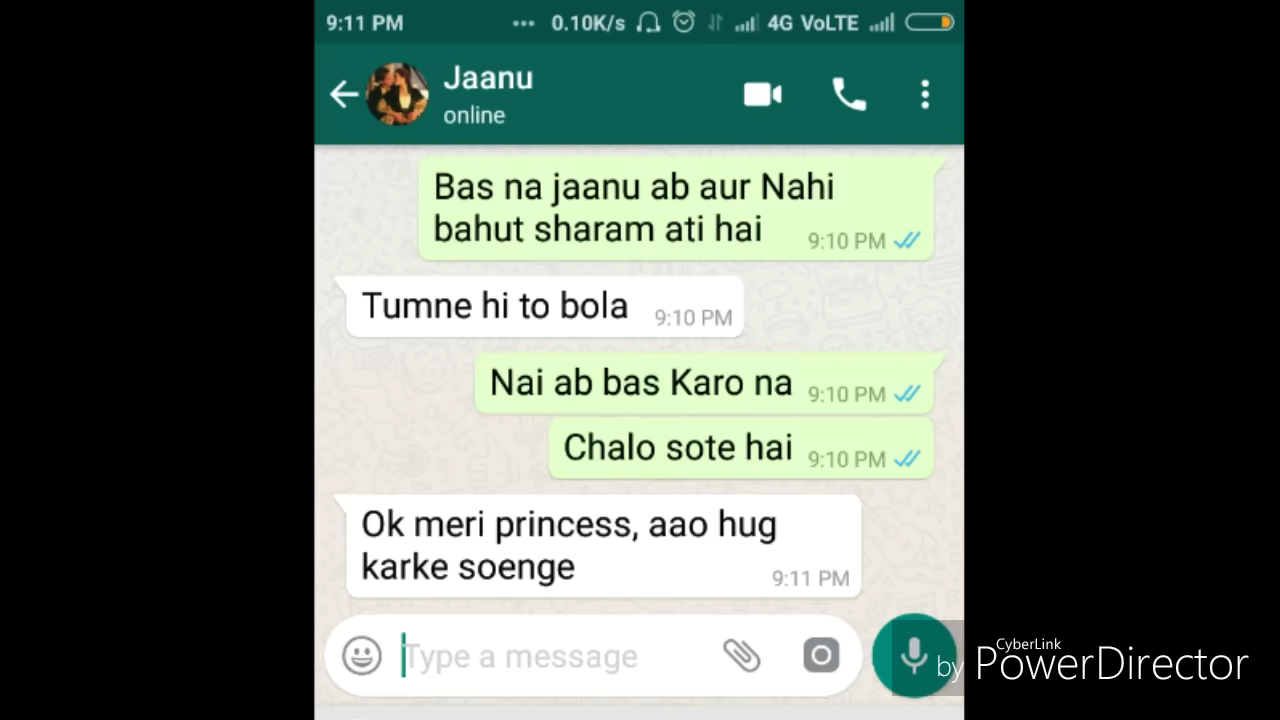 9:11 PM ... 0.10K/s 4G VoLTE
Jaanu
online
Bas na jaanu ab aur Nahi
bahut sharam ati hai 9:10 PM
Tumne hi to bola 9:10 PM
Nai ab bas Karo na 9:10 PM
Chalo sote hai 9:10 PM
Ok meri princess, aao hug
karke soenge 9:11 PM
Type a message
CyberLink
by PowerDirector